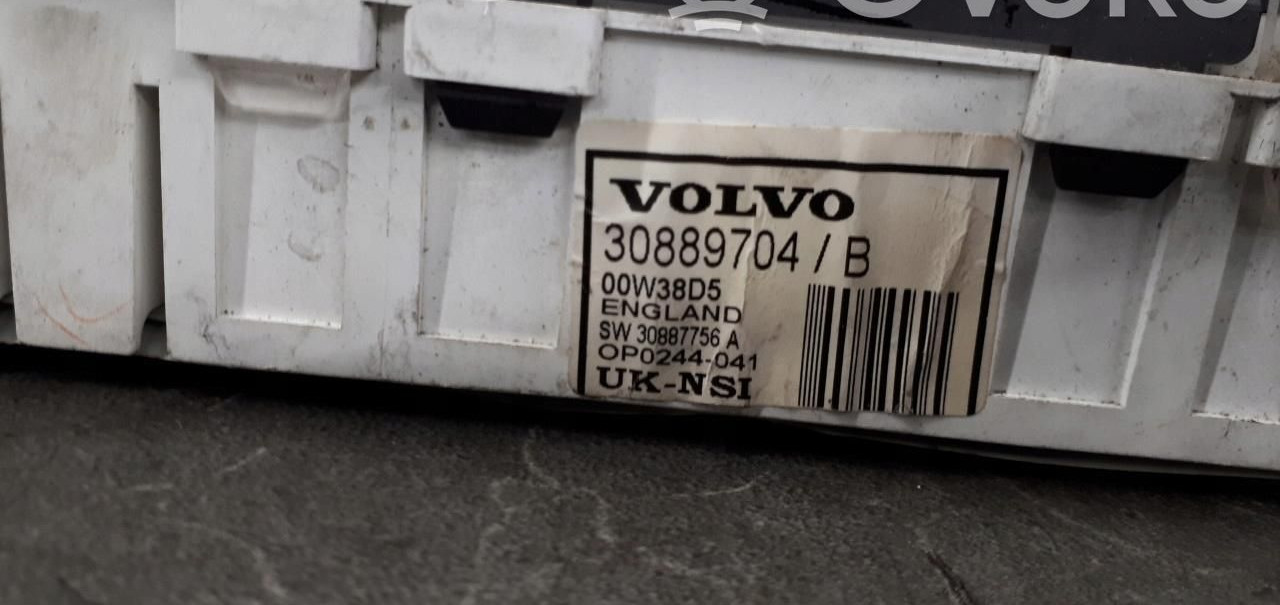 VOLVO
30889704 / B
00W38D5
ENGLAND
SW 30887756 A
OP0244-041
UK-NSI